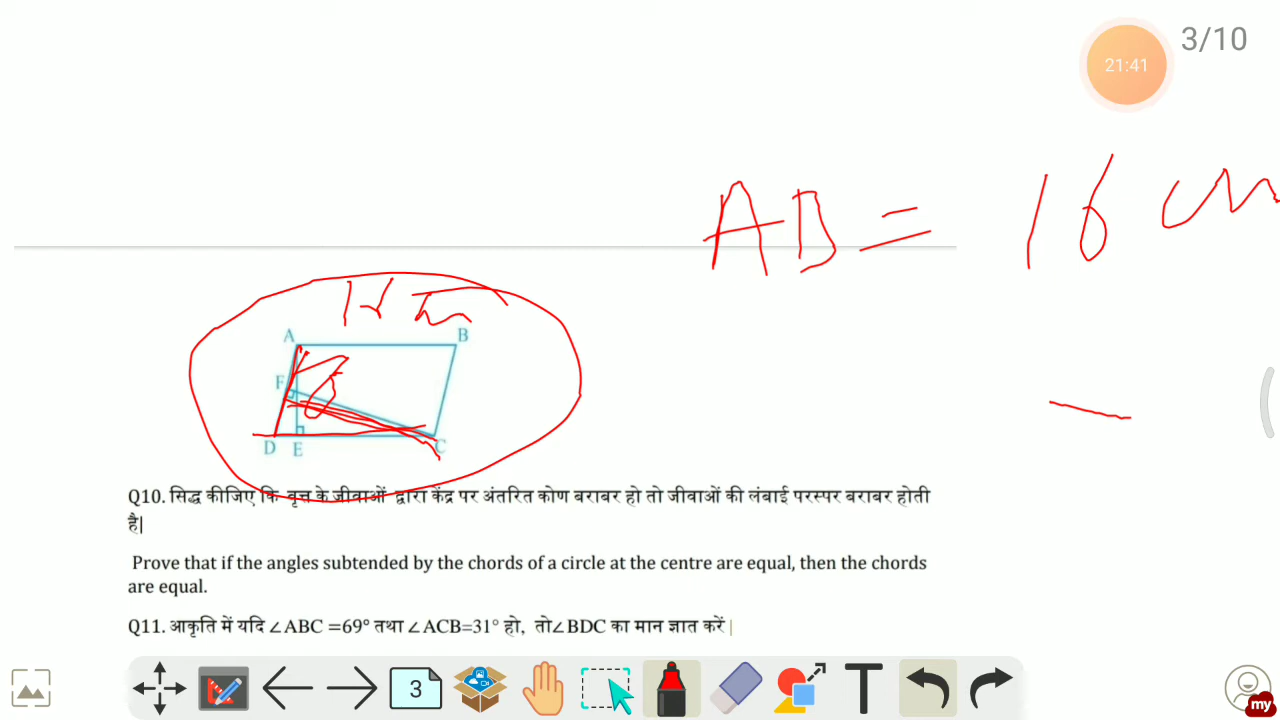 3/10
21:41
AB = 16 cm
A B
F
8
D E C
Q10. सिद्ध कीजिए कि वृत्त के जीवाओं द्वारा केंद्र पर अंतरित कोण बराबर हो तो जीवाओं की लंबाई परस्पर बराबर होती
है|
Prove that if the angles subtended by the chords of a circle at the centre are equal, then the chords
are equal.
Q11. आकृति में यदि ∠ABC =69° तथा ∠ACB=31° हो, तो∠BDC का मान ज्ञात करें |
3
T
my